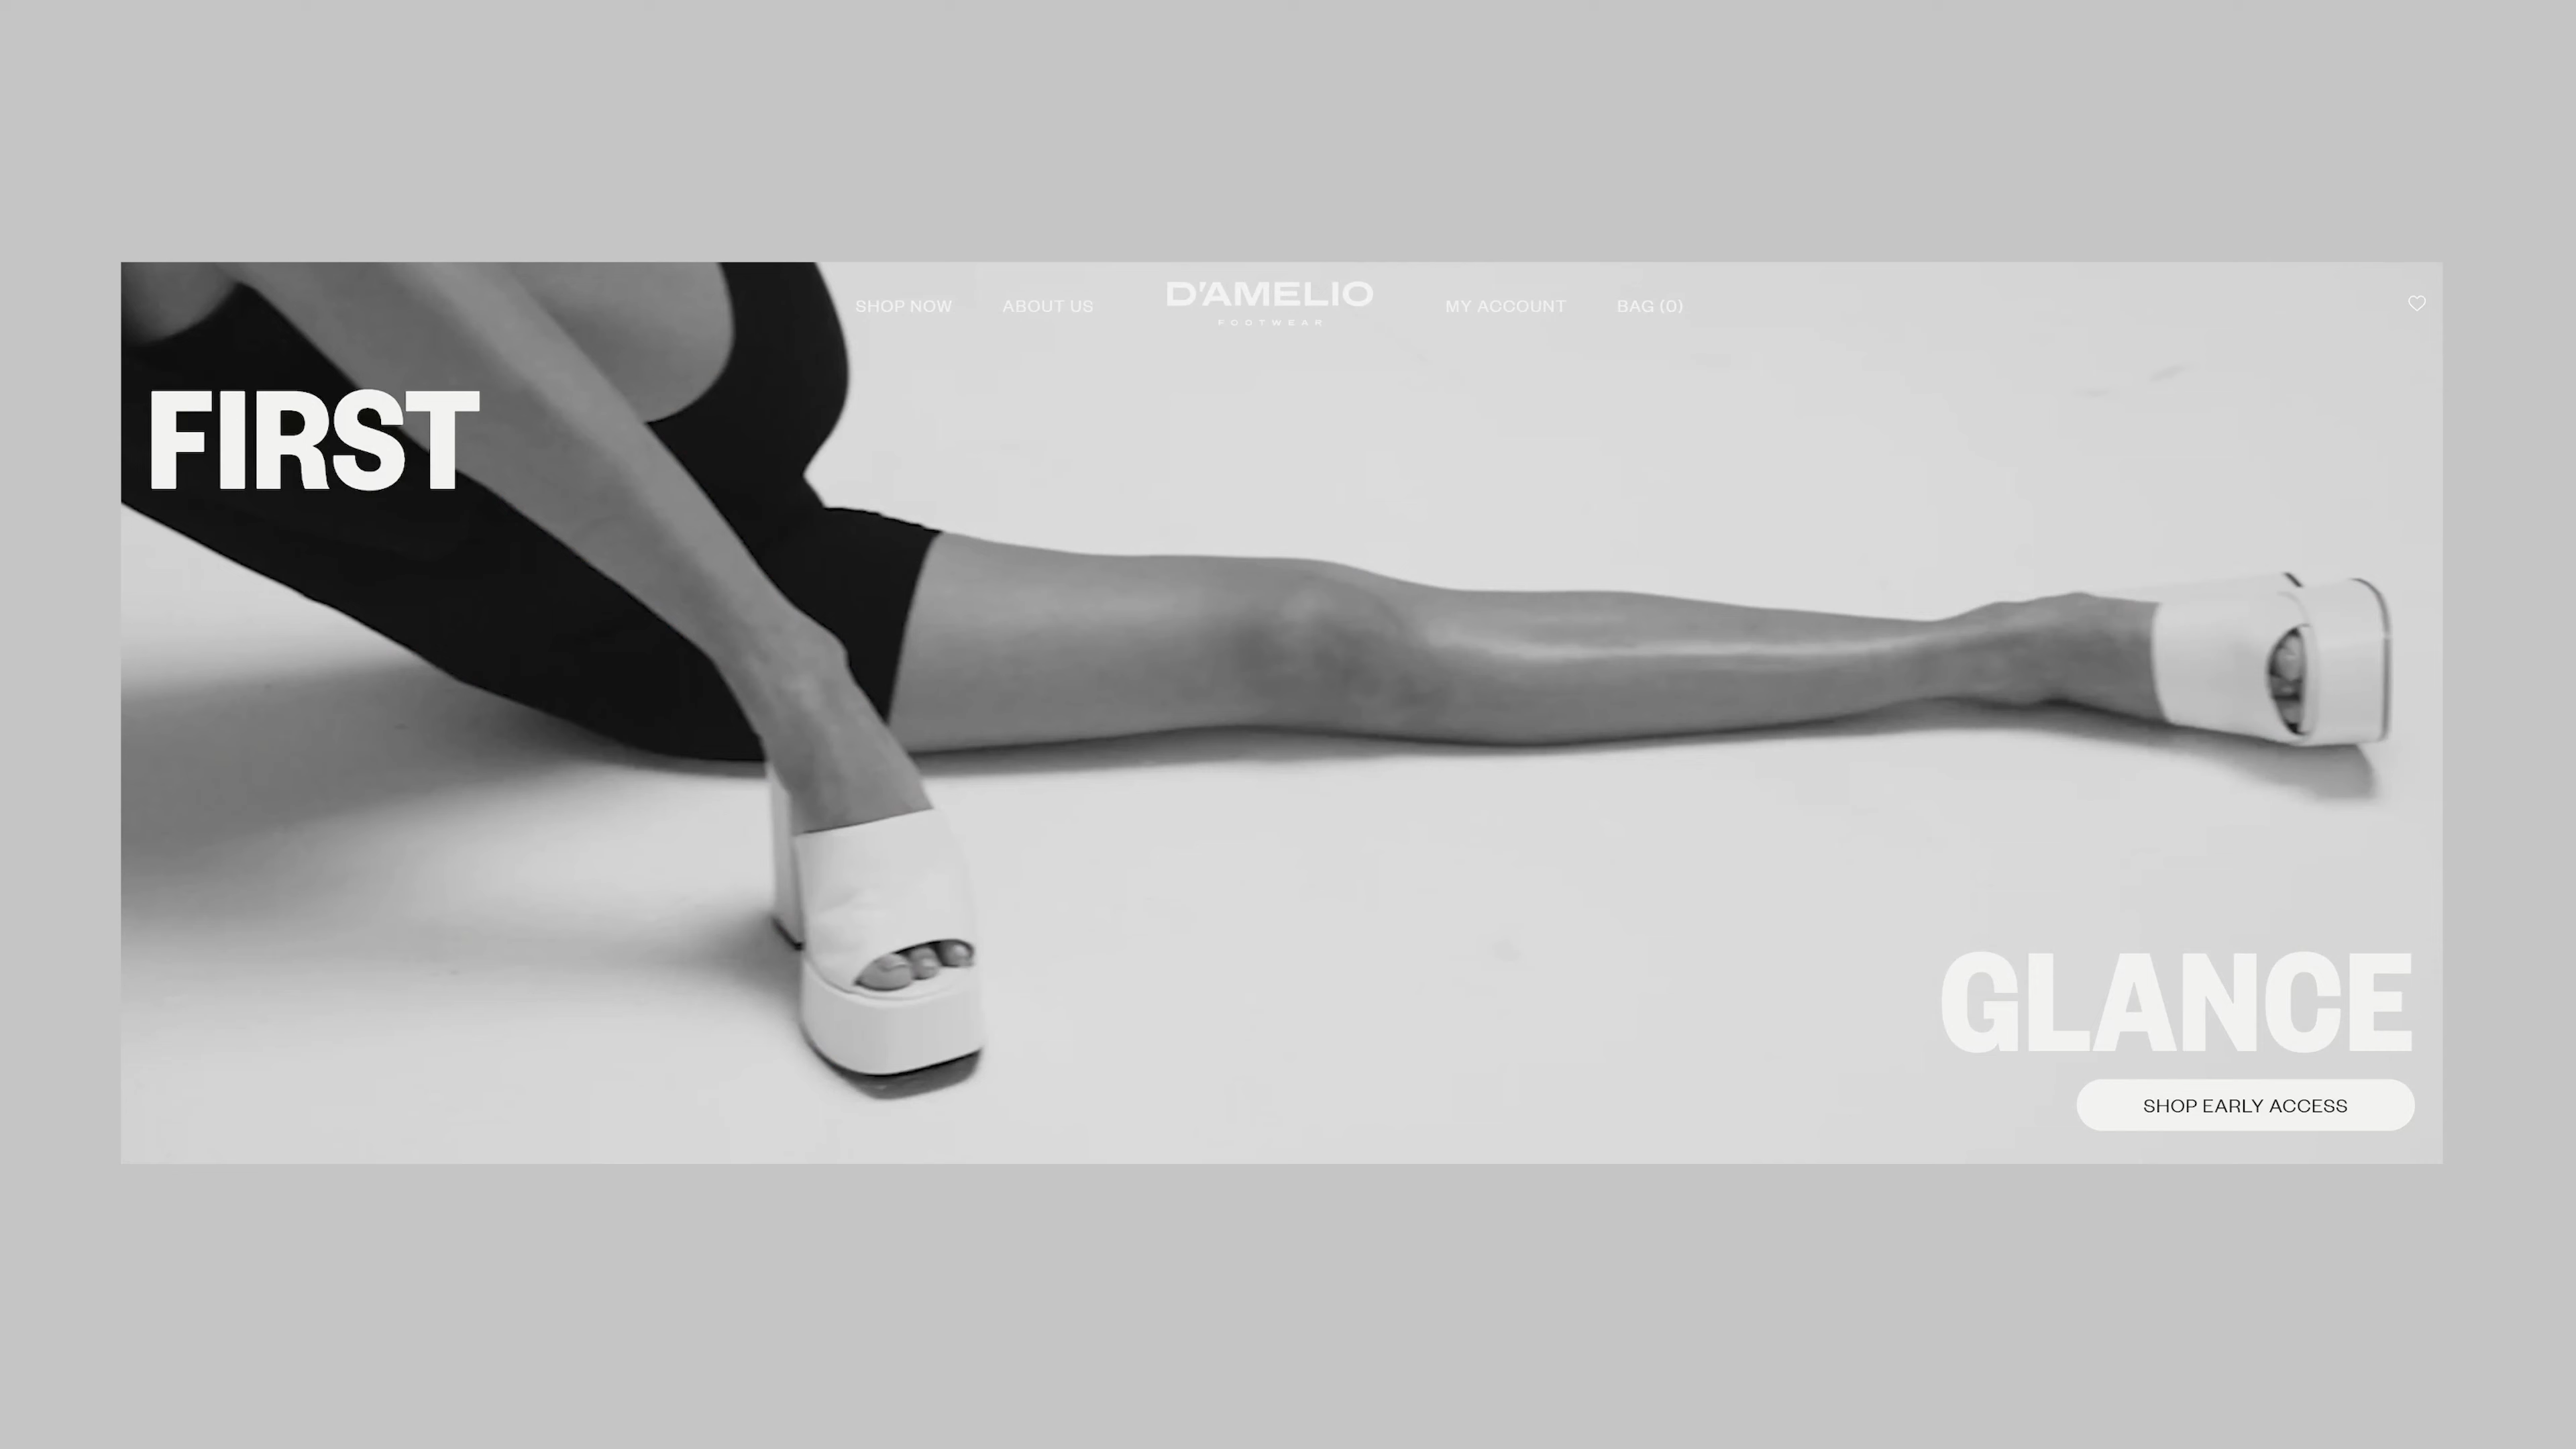 SHOP NOW ABOUT US D'AMELIO MY ACCOUNT BAG (0)
FOOTWEAR
FIRST
GLANCE
SHOP EARLY ACCESS